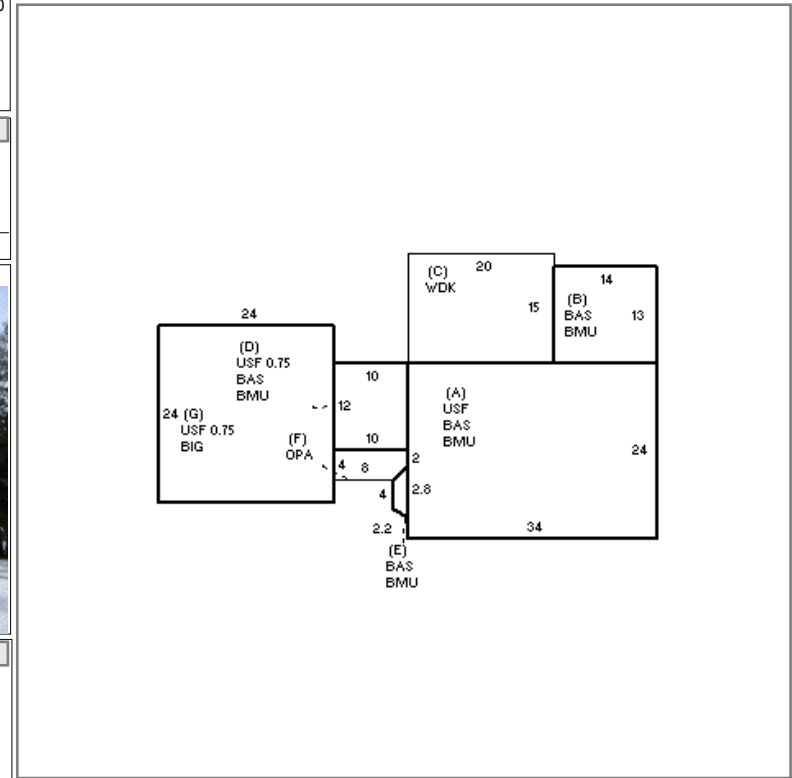 (C)
WDK
20
15
14
(B)
BAS
BMU
13
24
(D)
USF 0.75
BAS
BMU
24 (G)
USF 0.75
BIG
(F)
OPA
10
12
10
4
8
(A)
USF
BAS
BMU
24
2
2.8
4
2.2
34
(E)
BAS
BMU